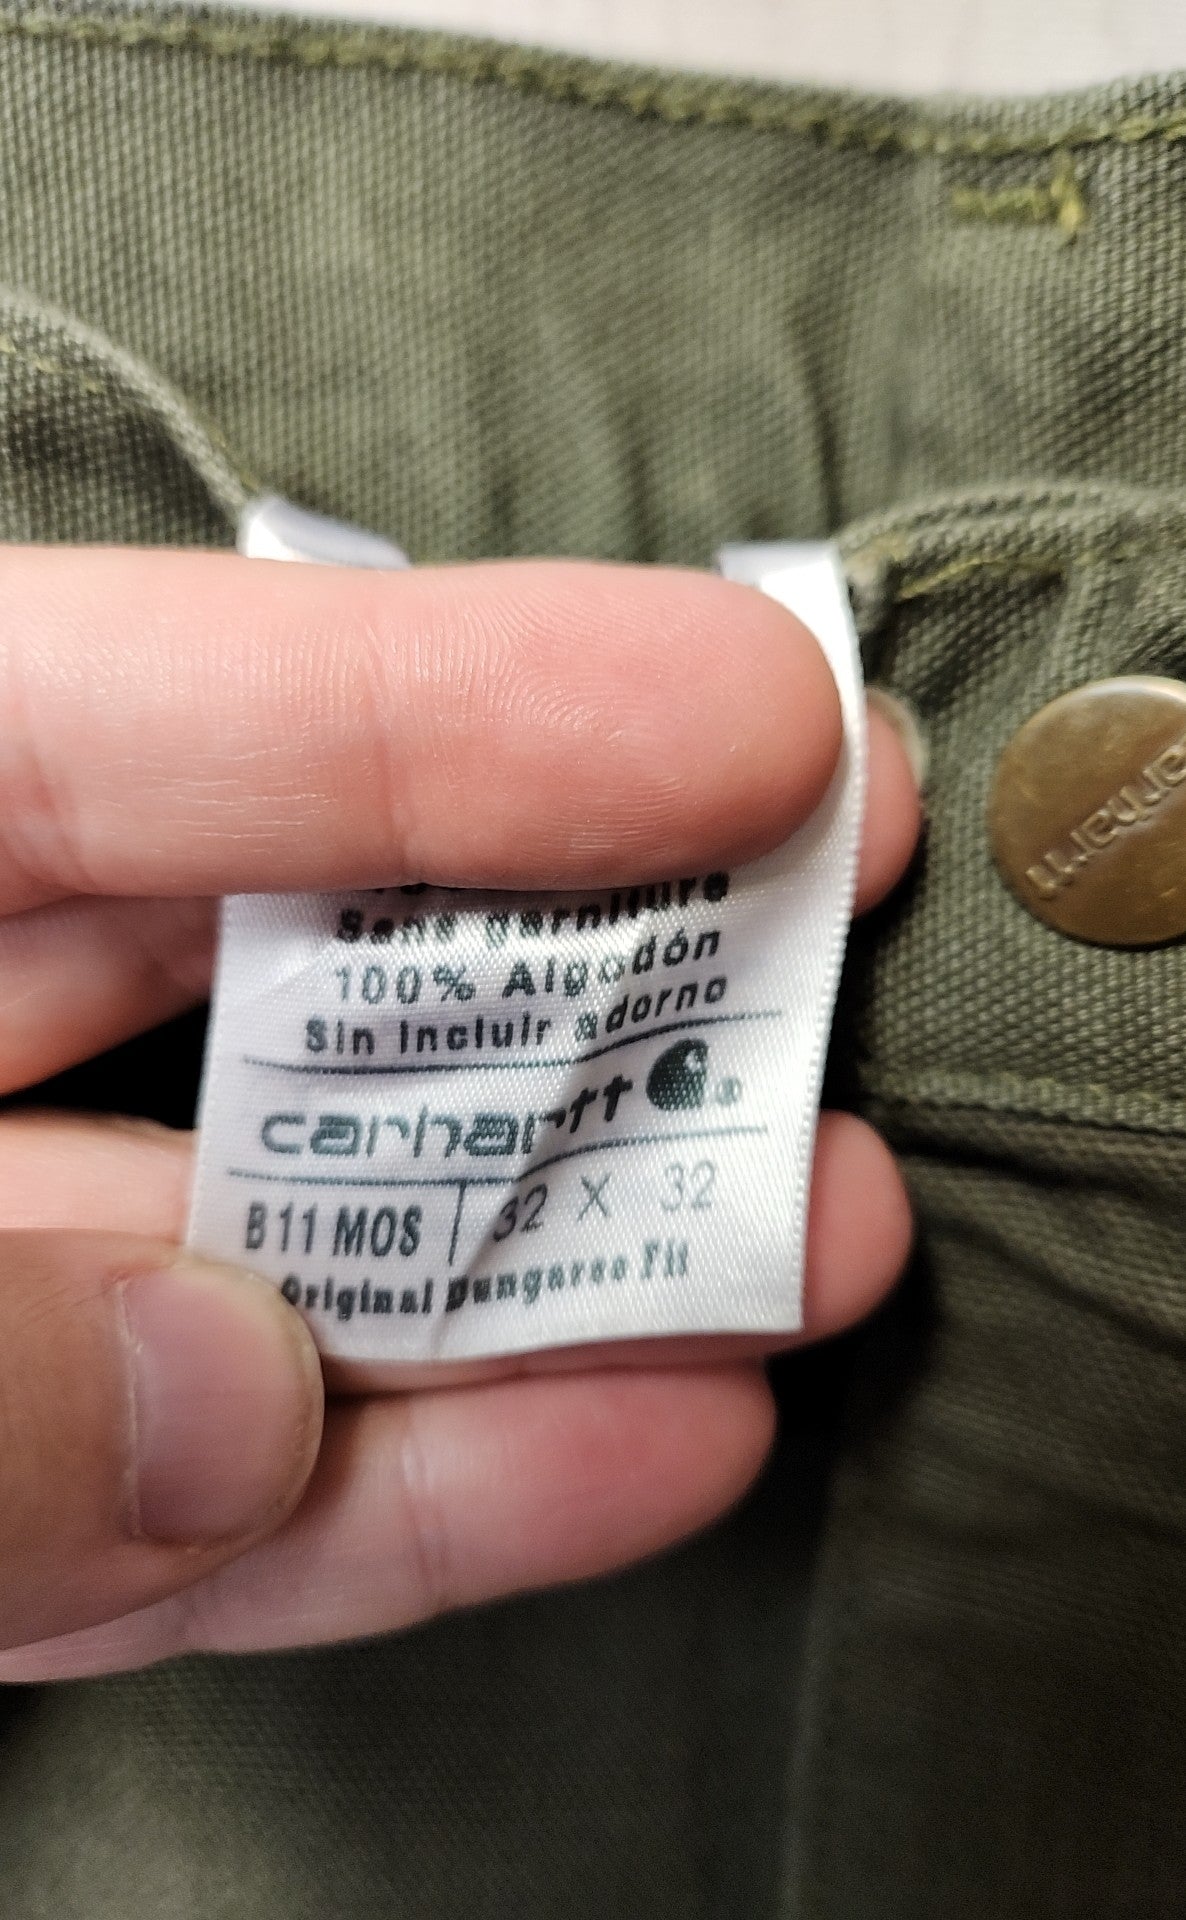 Sans garniture
100% Algodón
Sin incluir adorno
carhartt ®
B11 MOS | 32 X 32
Original Dungaree Fit
carhartt